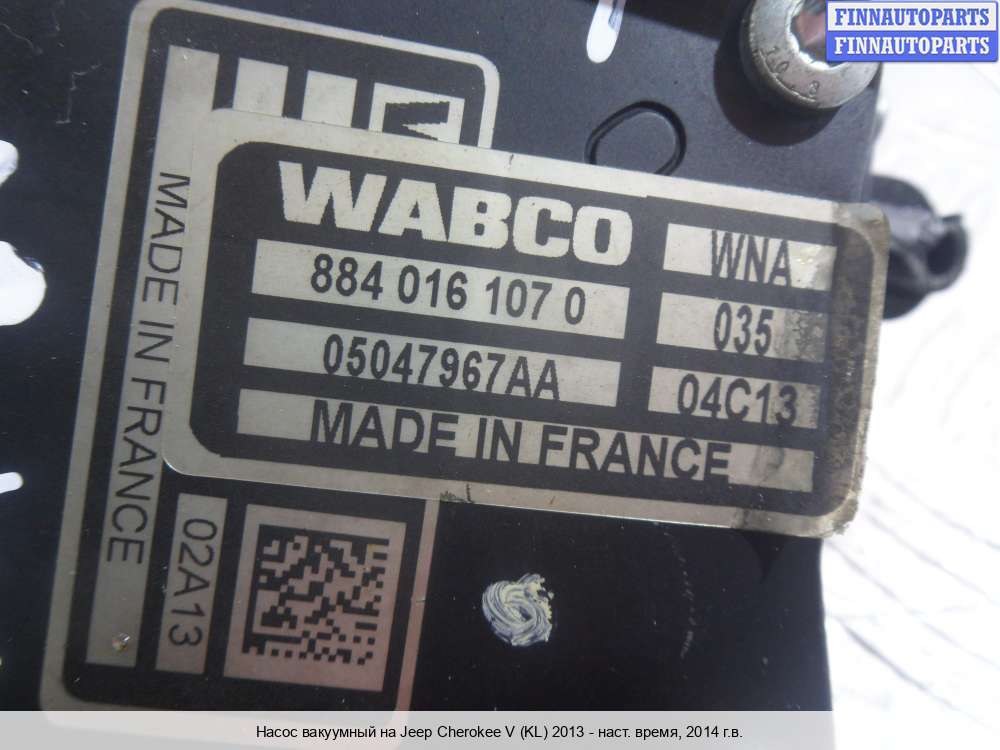 FINNAUTOPARTS
FINNAUTOPARTS
WABCO
WNA
884 016 107 0
035
05047967AA
04C13
MADE IN FRANCE
MADE IN FRANCE
02A13
Насос вакуумный на Jeep Cherokee V (KL) 2013 - наст. время, 2014 г.в.